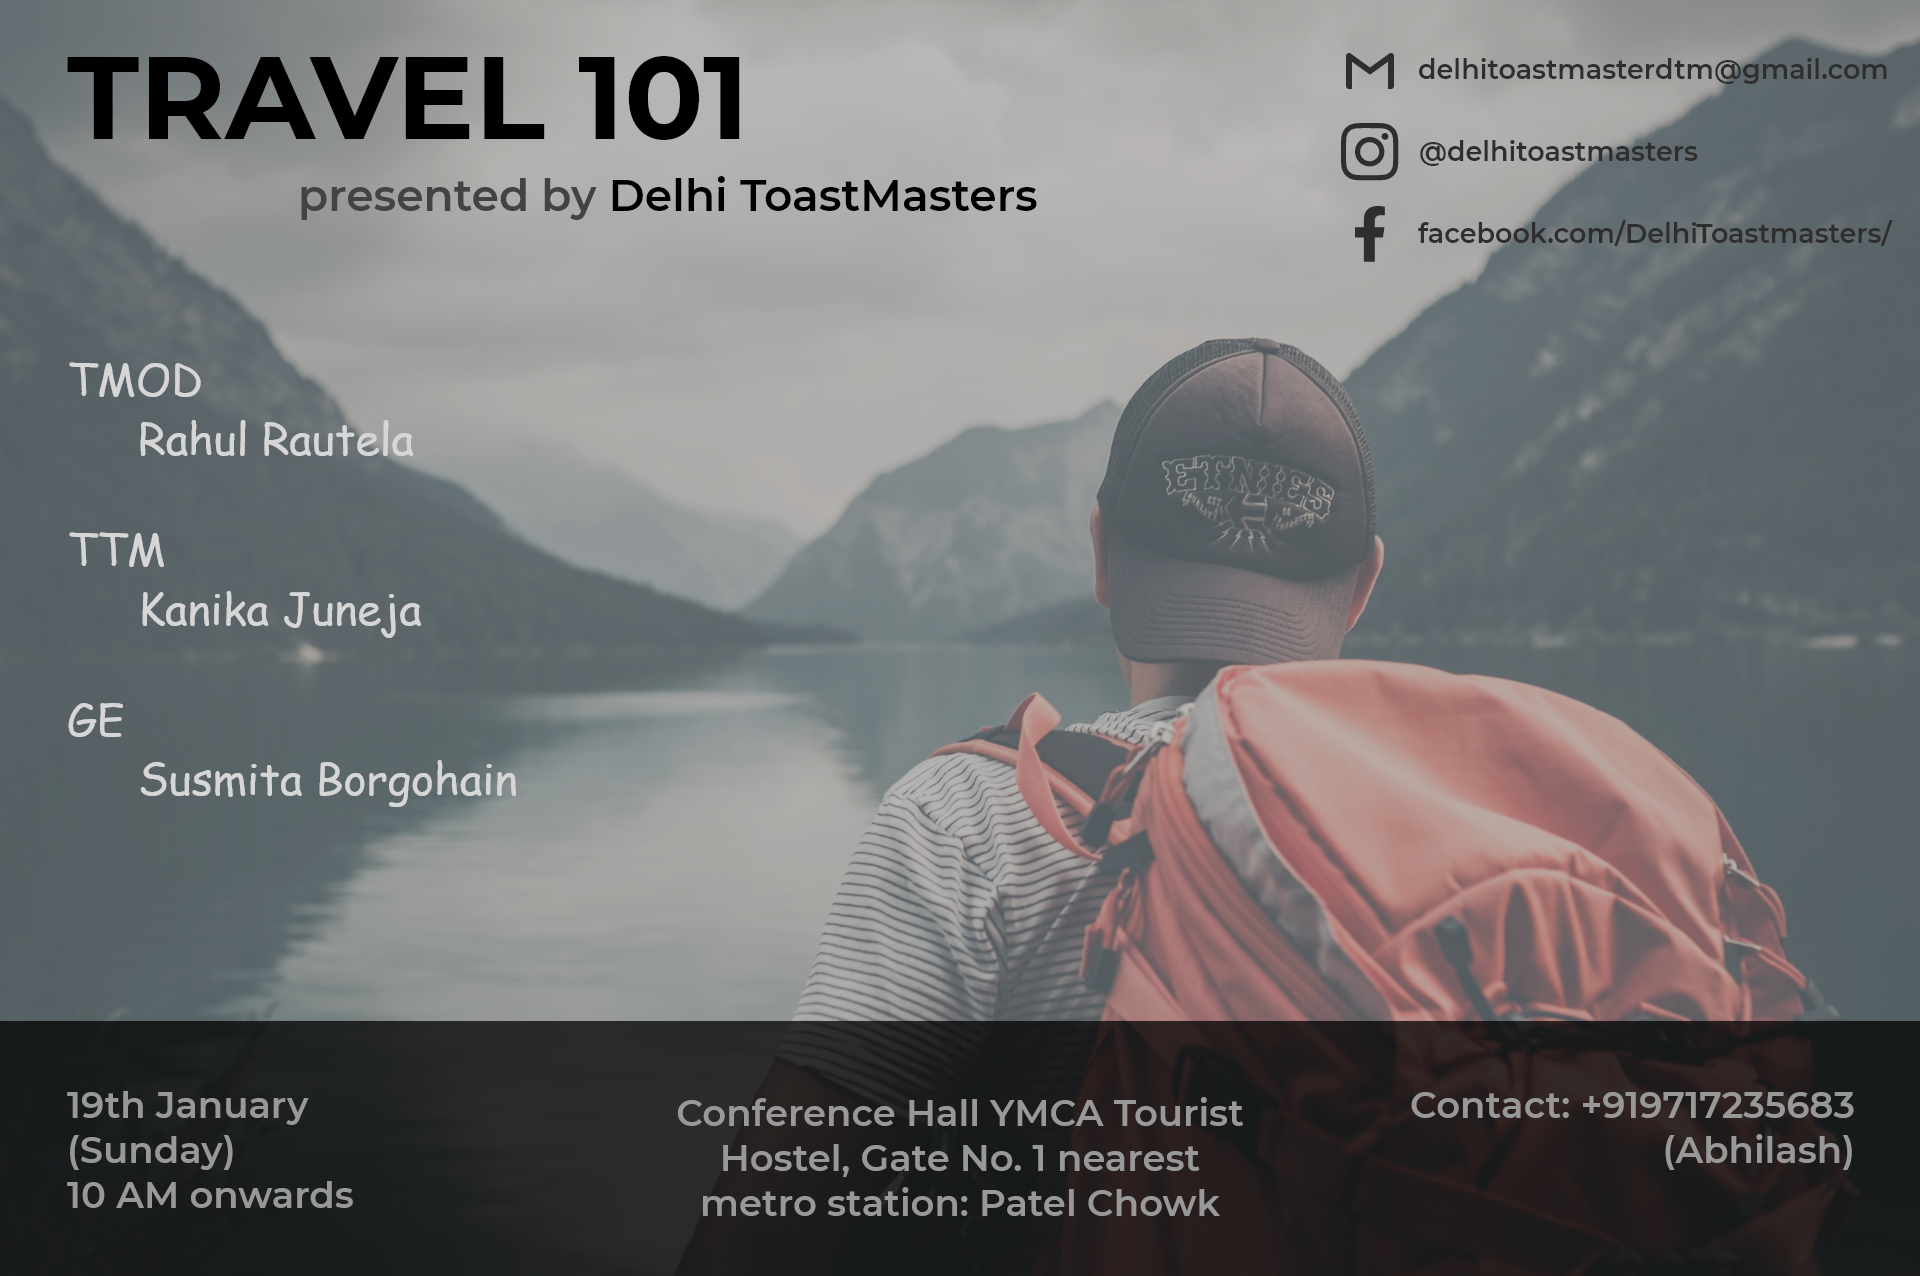 TRAVEL 101
presented by Delhi ToastMasters
delhitoastmasterdtm@gmail.com
@delhitoastmasters
facebook.com/DelhiToastmasters/
TMOD
Rahul Rautela
TTM
Kanika Juneja
GE
Susmita Borgohain
ETNIES
19th January
(Sunday)
10 AM onwards
Conference Hall YMCA Tourist
Hostel, Gate No. 1 nearest
metro station: Patel Chowk
Contact: +919717235683
(Abhilash)